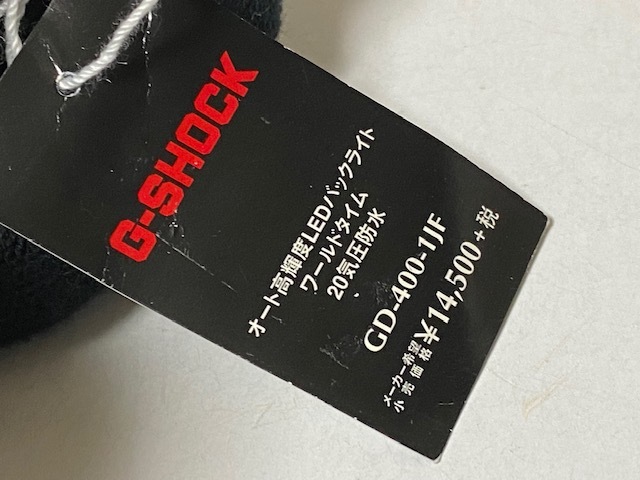 G-SHOCK
オート高輝度LEDバックライト
ワールドタイム
20気圧防水
GD-400-1JF
メーカー希望
小売価格 ¥14,500+税